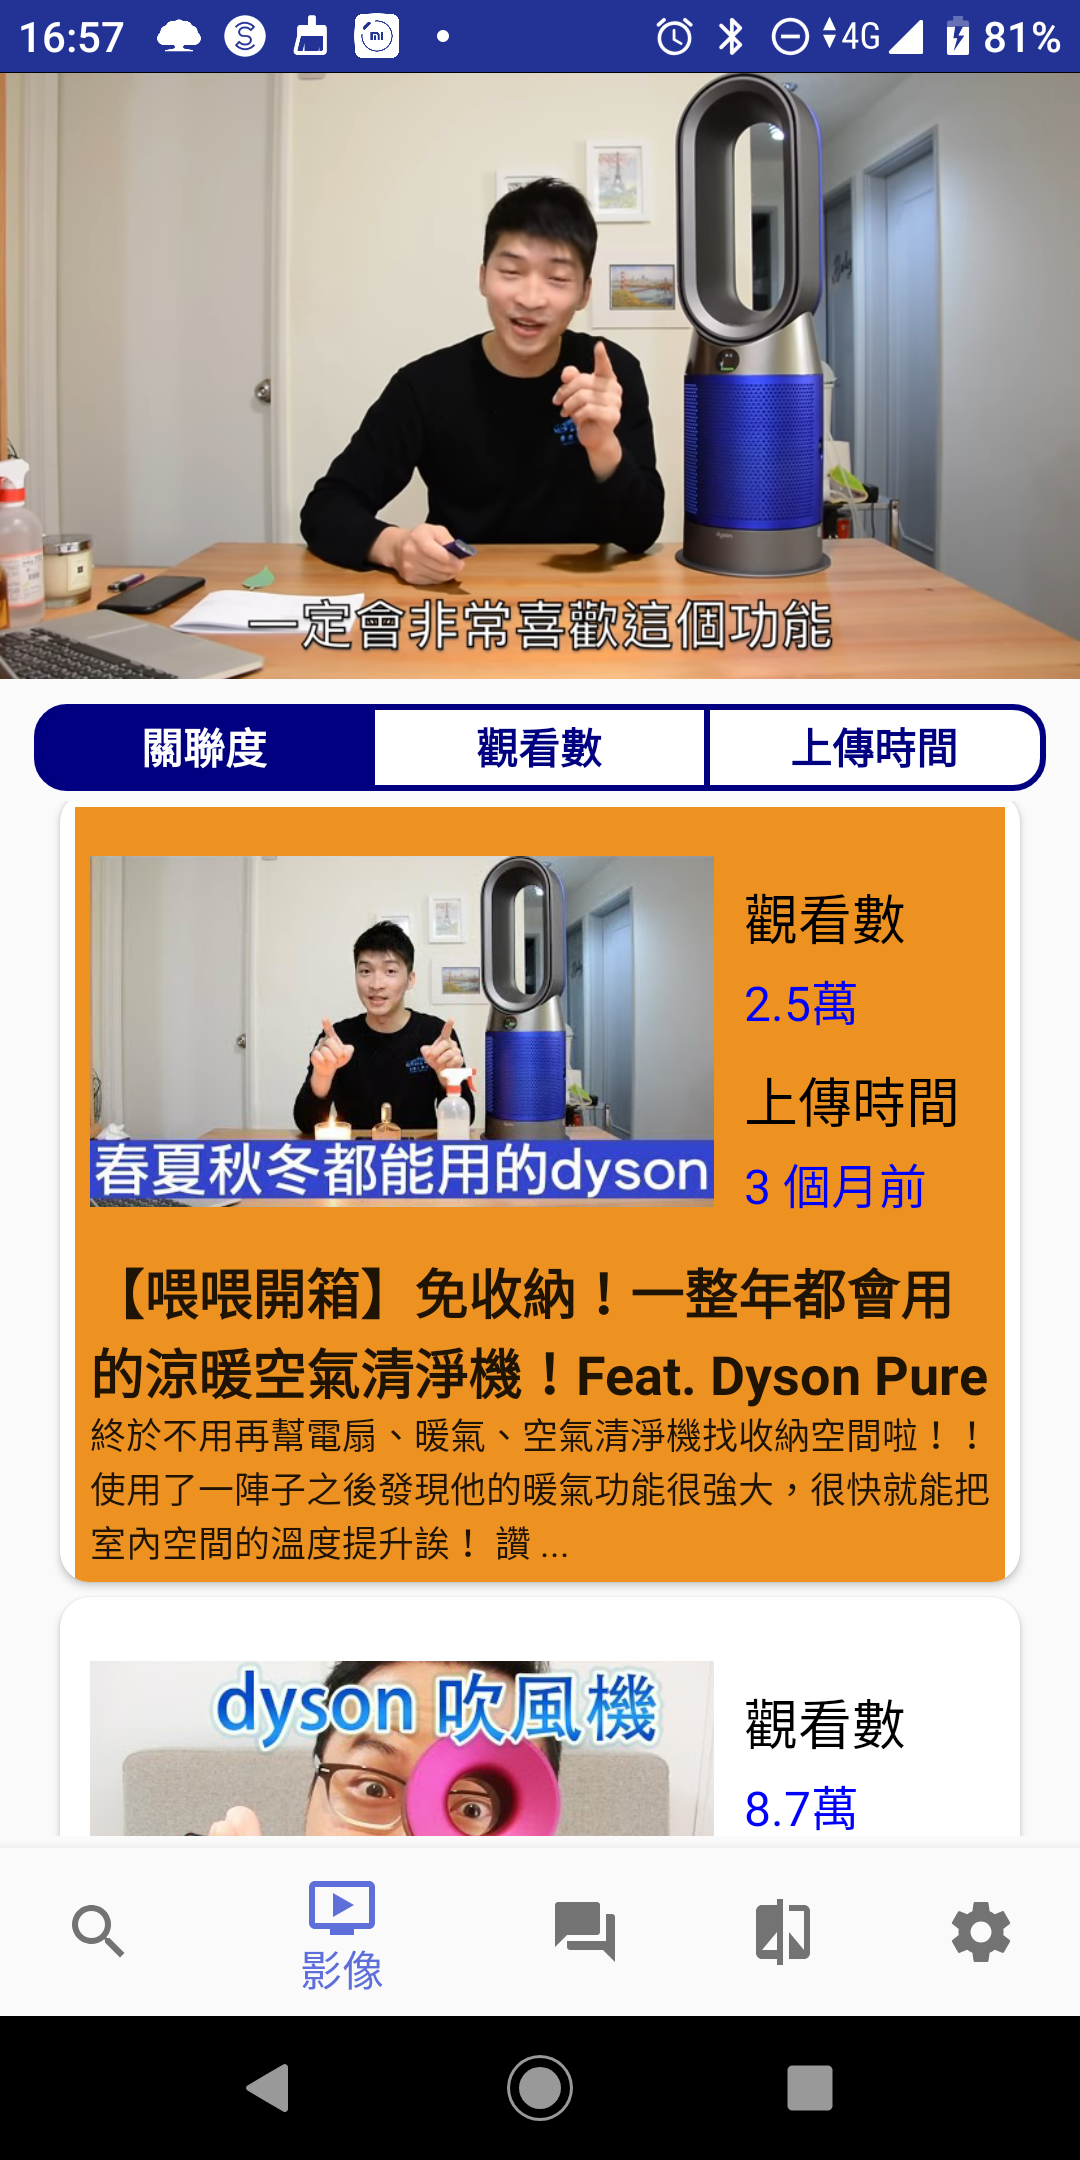 16:57
4G
81%
一定會非常喜歡這個功能
關聯度
觀看數
上傳時間
觀看數
2.5萬
上傳時間
3 個月前
春夏秋冬都能用的dyson
【喂喂開箱】免收納！一整年都會用
的涼暖空氣清淨機！Feat. Dyson Pure
終於不用再幫電扇、暖氣、空氣清淨機找收納空間啦！！
使用了一陣子之後發現他的暖氣功能很強大，很快就能把
室內空間的溫度提升誒！ 讚 ...
dyson 吹風機
觀看數
8.7萬
影像